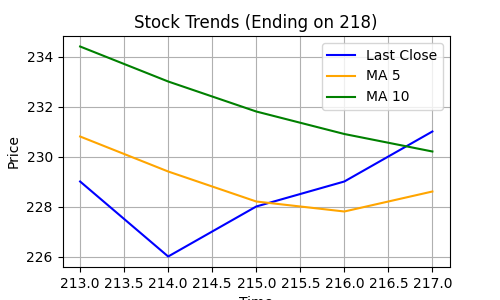 Stock Trends (Ending on 218)
Last Close
MA 5
MA 10
Price
234
232
230
228
226
213.0 213.5 214.0 214.5 215.0 215.5 216.0 216.5 217.0
Time